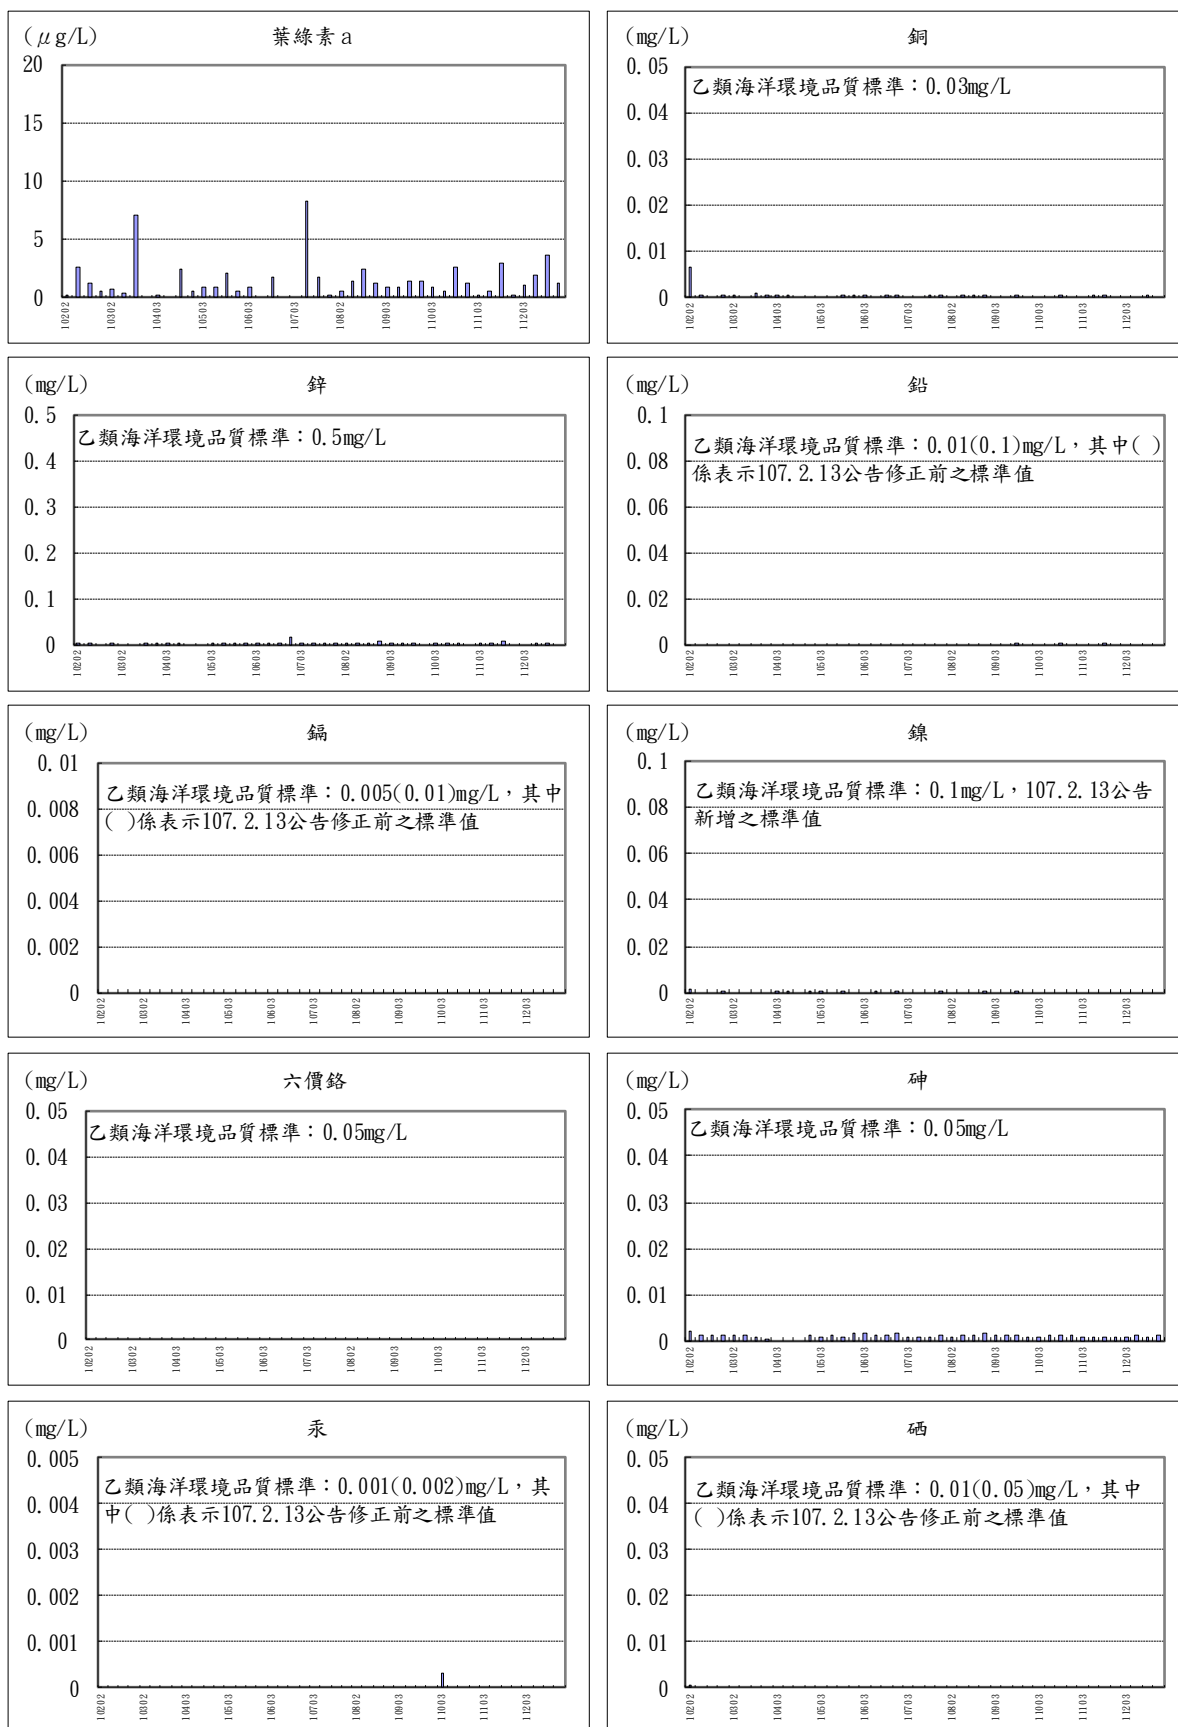 (μg/L) 葉綠素a
20
15
10
5
0
10202 10302 10403 10503 10603 10703 10802 10903 11003 11103 11203
(mg/L) 銅
0.05
乙類海洋環境品質標準：0.03mg/L
0.04
0.03
0.02
0.01
0
10202 10302 10403 10503 10603 10703 10802 10903 11003 11103 11203
(mg/L) 鋅
0.5
乙類海洋環境品質標準：0.5mg/L
0.4
0.3
0.2
0.1
0
10202 10302 10403 10503 10603 10703 10802 10903 11003 11103 11203
(mg/L) 鉛
0.1
乙類海洋環境品質標準：0.01(0.1)mg/L，其中( )
係表示107.2.13公告修正前之標準值
0.08
0.06
0.04
0.02
0
10202 10302 10403 10503 10603 10703 10802 10903 11003 11103 11203
(mg/L) 鎘
0.01
乙類海洋環境品質標準：0.005(0.01)mg/L，其中
( )係表示107.2.13公告修正前之標準值
0.008
0.006
0.004
0.002
0
10202 10302 10403 10503 10603 10703 10802 10903 11003 11103 11203
(mg/L) 鎳
0.1
乙類海洋環境品質標準：0.1mg/L，107.2.13公告
新增之標準值
0.08
0.06
0.04
0.02
0
10202 10302 10403 10503 10603 10703 10802 10903 11003 11103 11203
(mg/L) 六價鉻
0.05
乙類海洋環境品質標準：0.05mg/L
0.04
0.03
0.02
0.01
0
10202 10302 10403 10503 10603 10703 10802 10903 11003 11103 11203
(mg/L) 砷
0.05
乙類海洋環境品質標準：0.05mg/L
0.04
0.03
0.02
0.01
0
10202 10302 10403 10503 10603 10703 10802 10903 11003 11103 11203
(mg/L) 汞
0.005
乙類海洋環境品質標準：0.001(0.002)mg/L，其
中( )係表示107.2.13公告修正前之標準值
0.004
0.003
0.002
0.001
0
10202 10302 10403 10503 10603 10703 10802 10903 11003 11103 11203
(mg/L) 硒
0.05
乙類海洋環境品質標準：0.01(0.05)mg/L，其中
( )係表示107.2.13公告修正前之標準值
0.04
0.03
0.02
0.01
0
10202 10302 10403 10503 10603 10703 10802 10903 11003 11103 11203